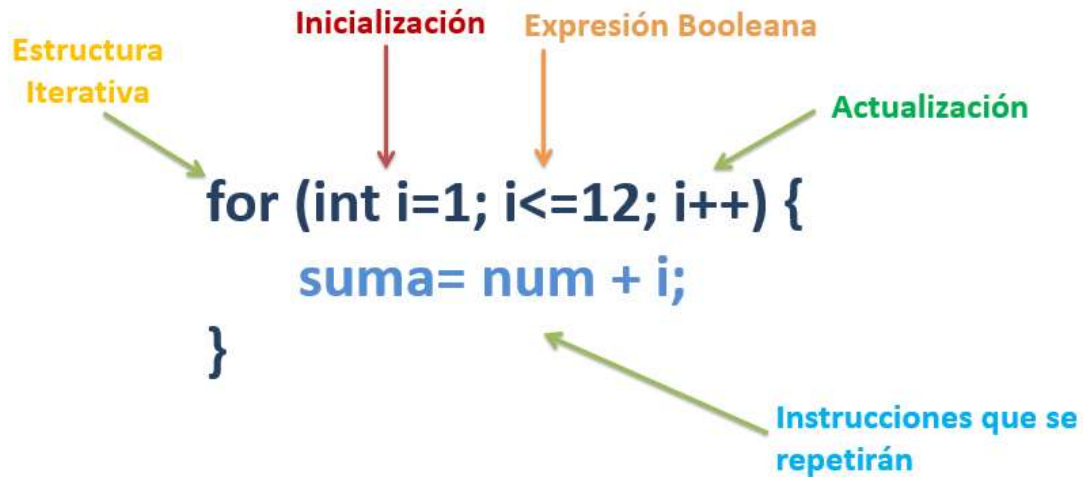 Inicialización
Expresión Booleana
Estructura
Iterativa
Actualización
for (int i=1; i<=12; i++) {
suma= num + i;
}
Instrucciones que se
repetirán